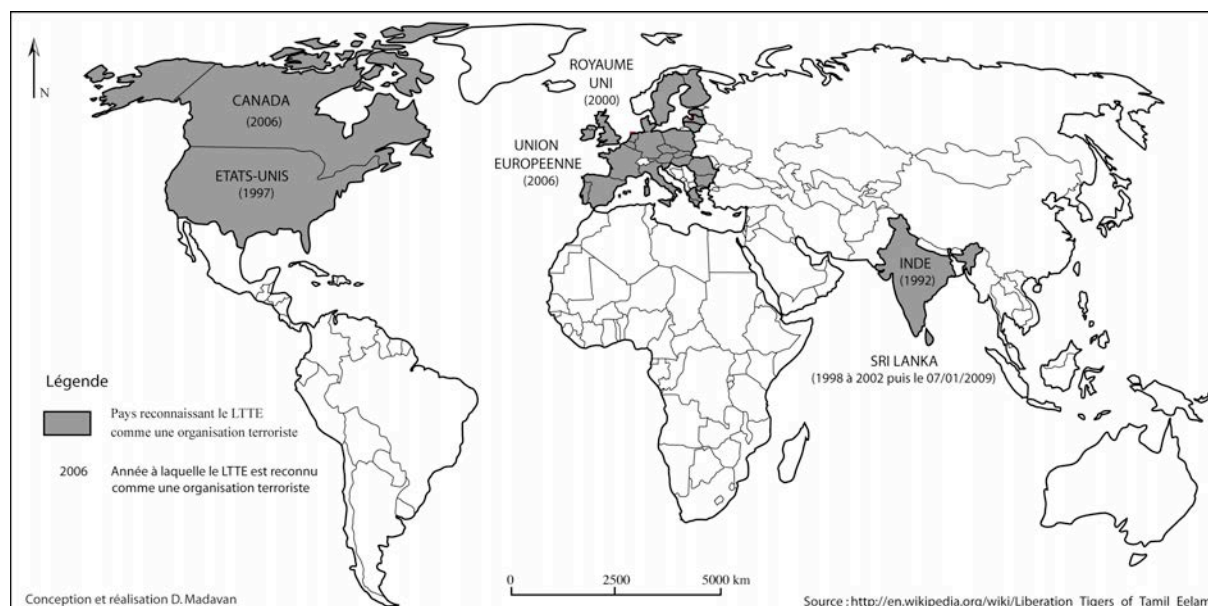 N
CANADA
(2006)
ETATS-UNIS
(1997)
ROYAUME
UNI
(2000)
UNION
EUROPEENNE
(2006)
INDE
(1992)
SRI LANKA
(1998 à 2002 puis le 07/01/2009)
Légende
Pays reconnaissant le LTTE
comme une organisation terroriste
2006 Année à laquelle le LTTE est reconnu
comme une organisation terroriste
0 2500 5000 km
Conception et réalisation D. Madavan
Source : http://en.wikipedia.org/wiki/Liberation_Tigers_of_Tamil_Eelam